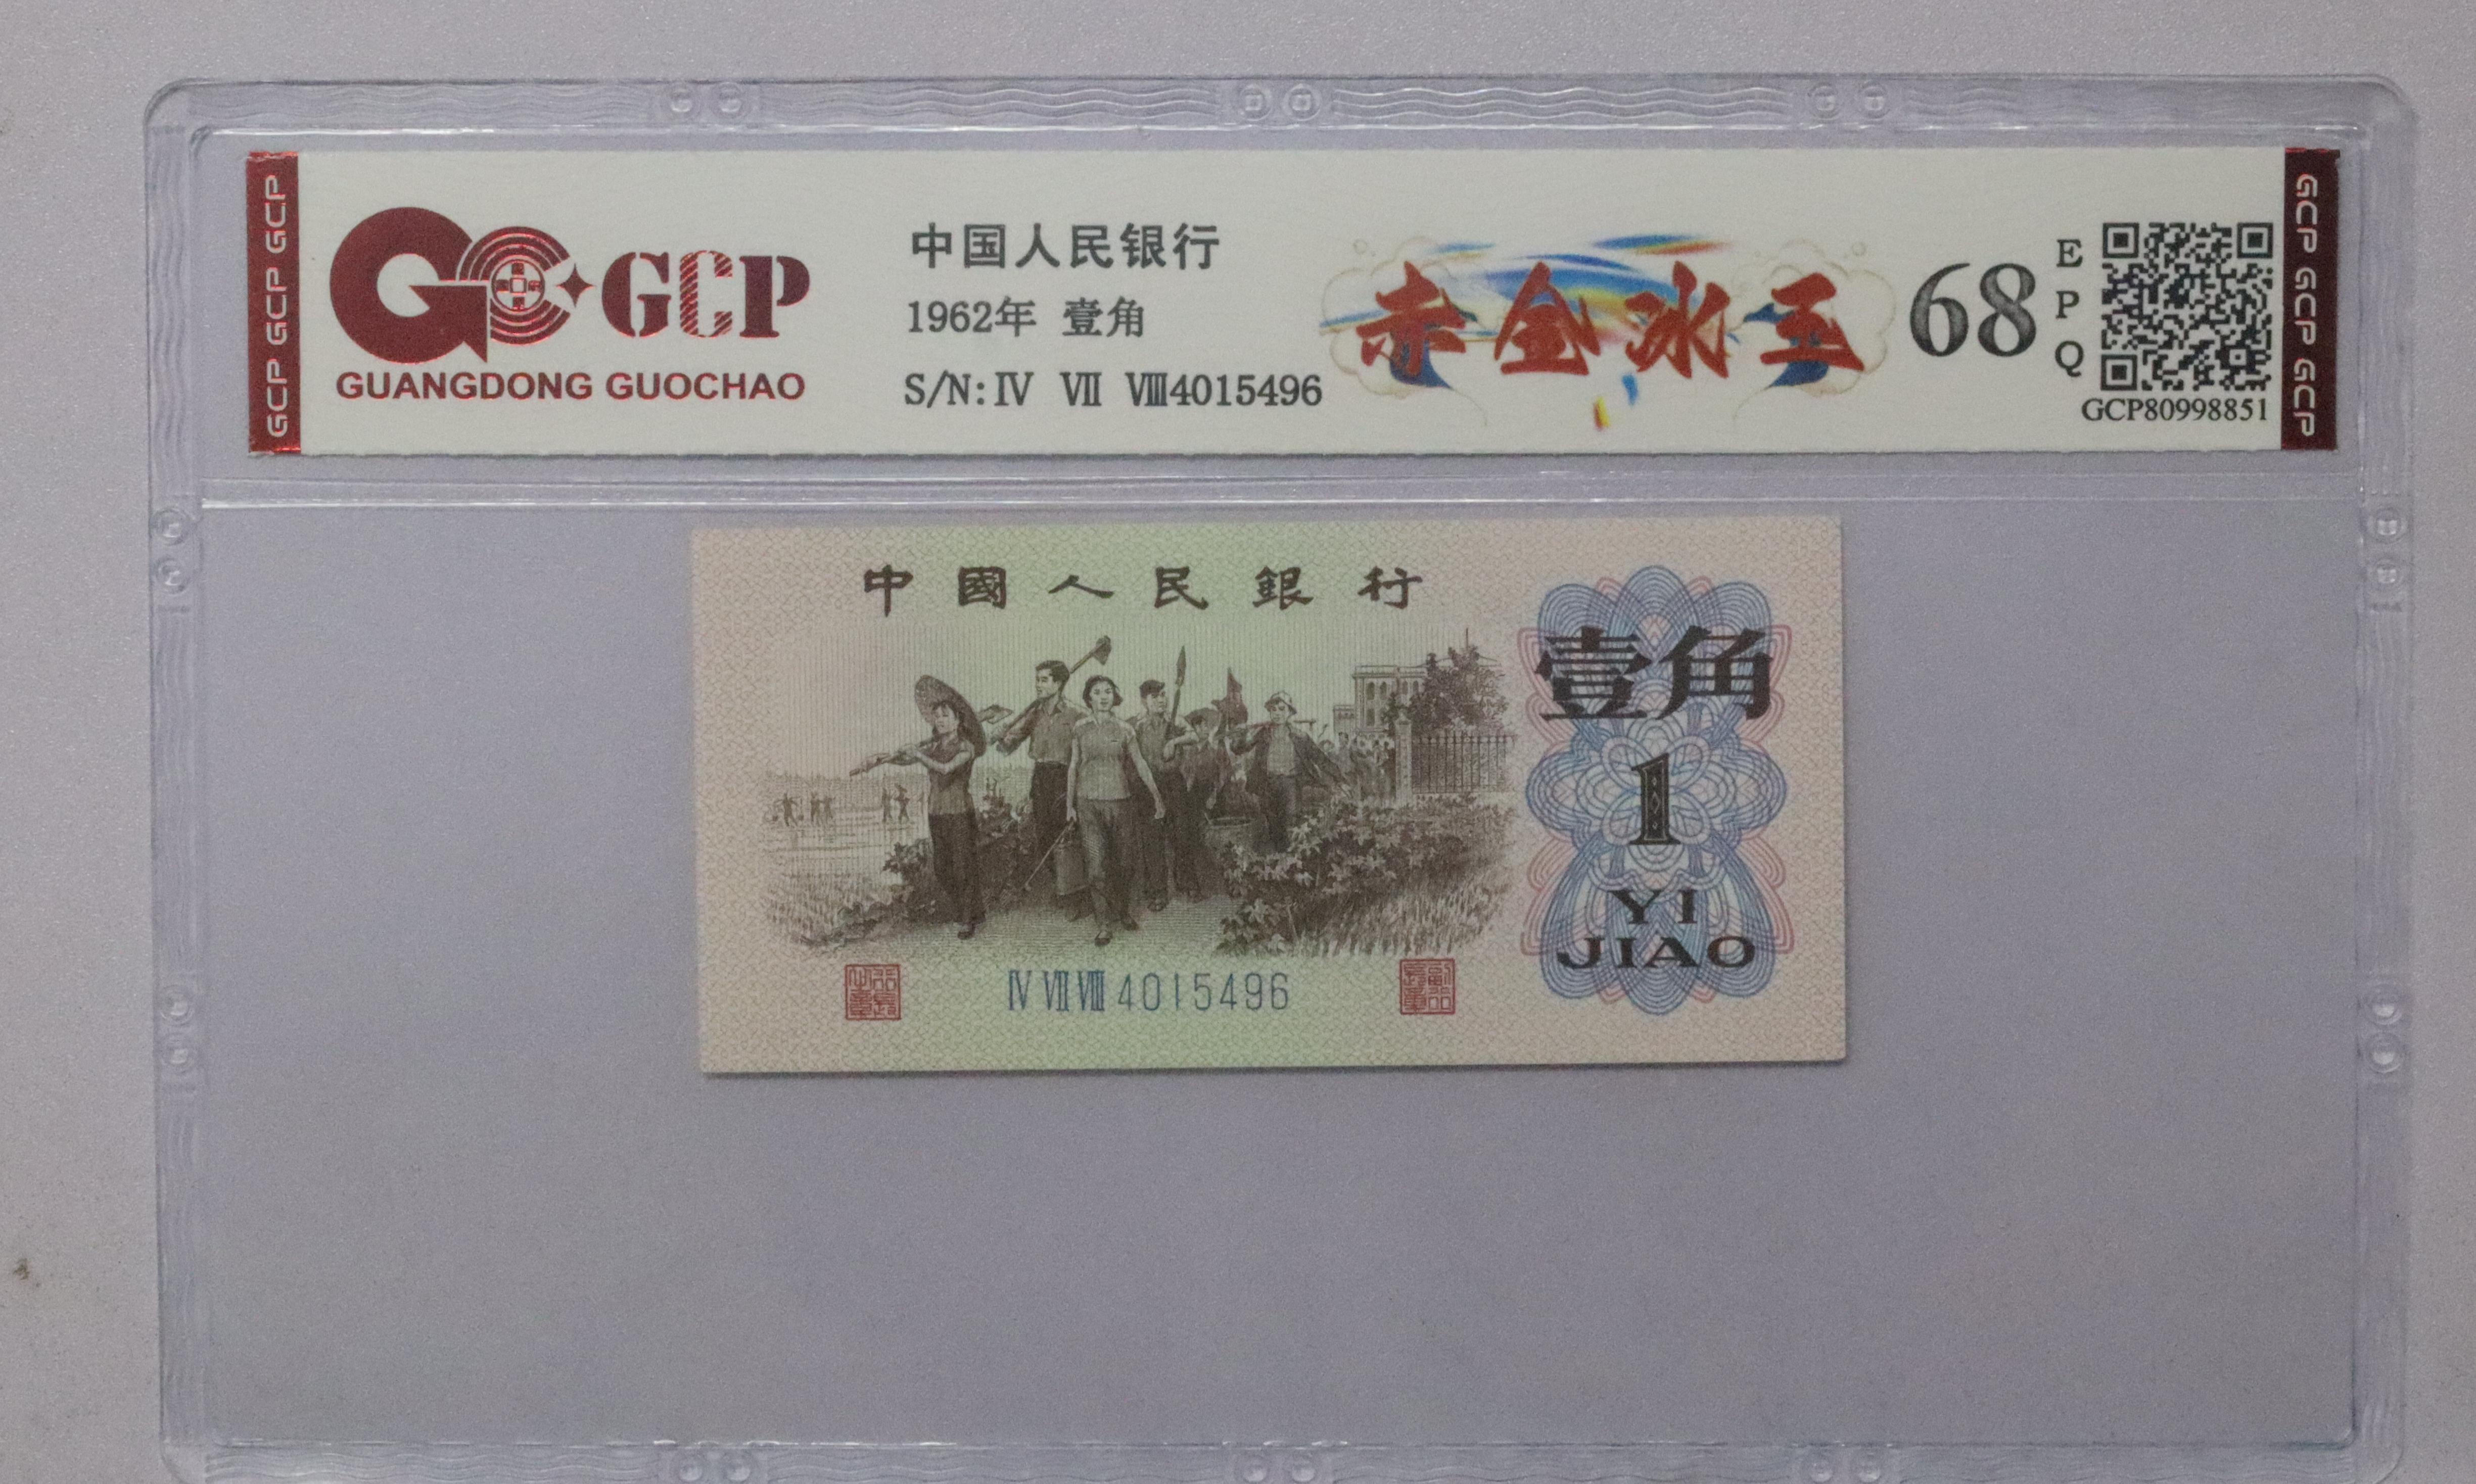 GCP GCP GCP
GCP
GUANGDONG GUOCHAO
中国人民银行
1962年 壹角
S/N:Ⅳ Ⅶ Ⅷ4015496
赤金冰玉
68
E
P
Q
GCP80998851
GCP GCP GCP
中國人民銀行
壹角
1
YI
JIAO
Ⅳ Ⅶ Ⅷ 4015496